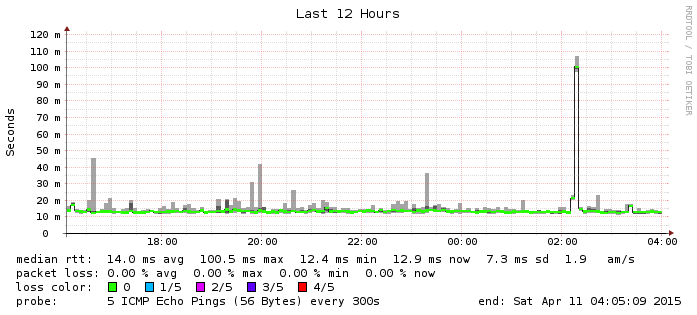 Last 12 Hours
RRDTOOL / TOBI OETIKER
Seconds
120 m
110 m
100 m
90 m
80 m
70 m
60 m
50 m
40 m
30 m
20 m
10 m
0
18:00 20:00 22:00 00:00 02:00 04:00
median rtt: 14.0 ms avg 100.5 ms max 12.4 ms min 12.9 ms now 7.3 ms sd 1.9 am/s
packet loss: 0.00 % avg 0.00 % max 0.00 % min 0.00 % now
loss color: 0 1/5 2/5 3/5 4/5
probe: 5 ICMP Echo Pings (56 Bytes) every 300s end: Sat Apr 11 04:05:09 2015